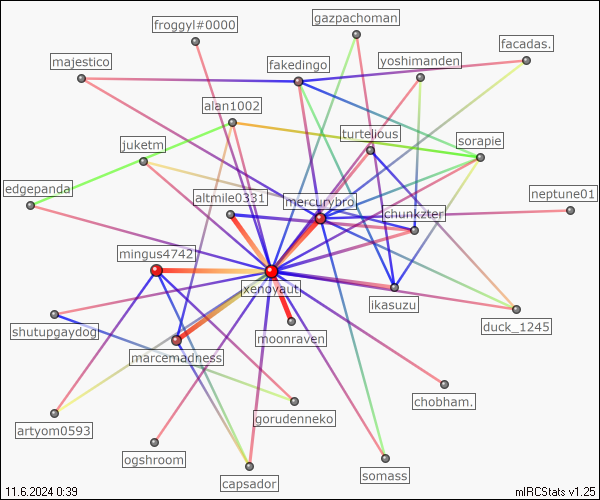 gazpachoman
froggyl#0000
facadas.
majestico
fakedingo
yoshimanden
alan1002
turtelious
sorapie
juketm
edgepanda
altmile0331
mercurybro
neptune01
chunkzter
mingus4742
xenoyaut
ikasuzu
shutupgaydog
moonraven
duck_1245
marcemadness
chobham.
gorudenneko
artyom0593
ogshroom
capsador
somass
11.6.2024 0:39
mIRCStats v1.25